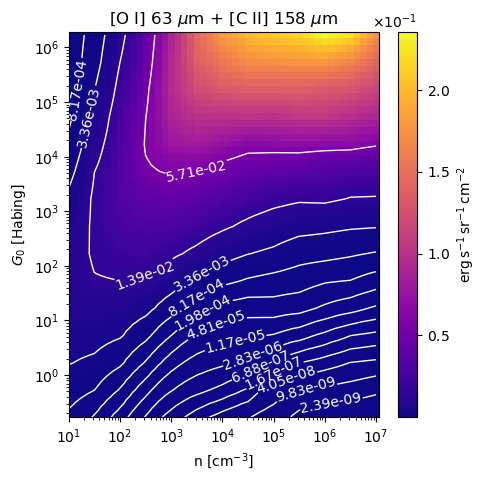 [O I] 63 μm + [C II] 158 μm
×10⁻¹
10⁶
10⁵
10⁴
10³
10²
10¹
10⁰
G₀ [Habing]
8.17e-04
3.36e-03
5.71e-02
1.39e-02
3.36e-03
8.17e-04
1.98e-04
4.81e-05
1.17e-05
2.83e-06
6.88e-07
1.67e-07
4.05e-08
9.83e-09
2.39e-09
10¹ 10² 10³ 10⁴ 10⁵ 10⁶ 10⁷
n [cm⁻³]
2.0
1.5
1.0
0.5
erg s⁻¹ sr⁻¹ cm⁻²